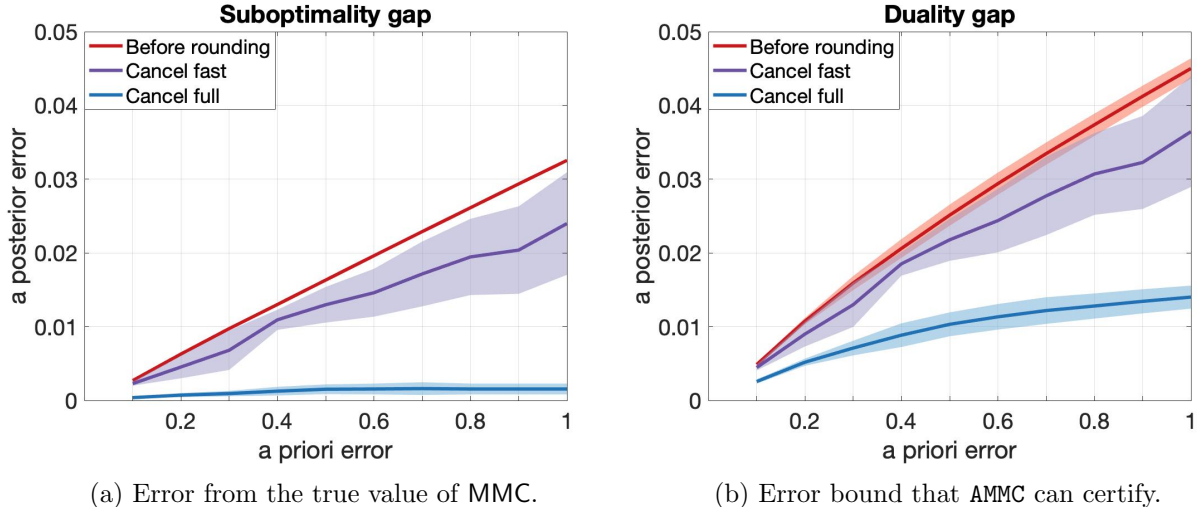 Suboptimality gap
0.05
0.04
0.03
0.02
0.01
0
a posterior error
Before rounding
Cancel fast
Cancel full
0.2 0.4 0.6 0.8 1
a priori error
(a) Error from the true value of MMC.
Duality gap
0.05
0.04
0.03
0.02
0.01
0
a posterior error
Before rounding
Cancel fast
Cancel full
0.2 0.4 0.6 0.8 1
a priori error
(b) Error bound that AMMC can certify.